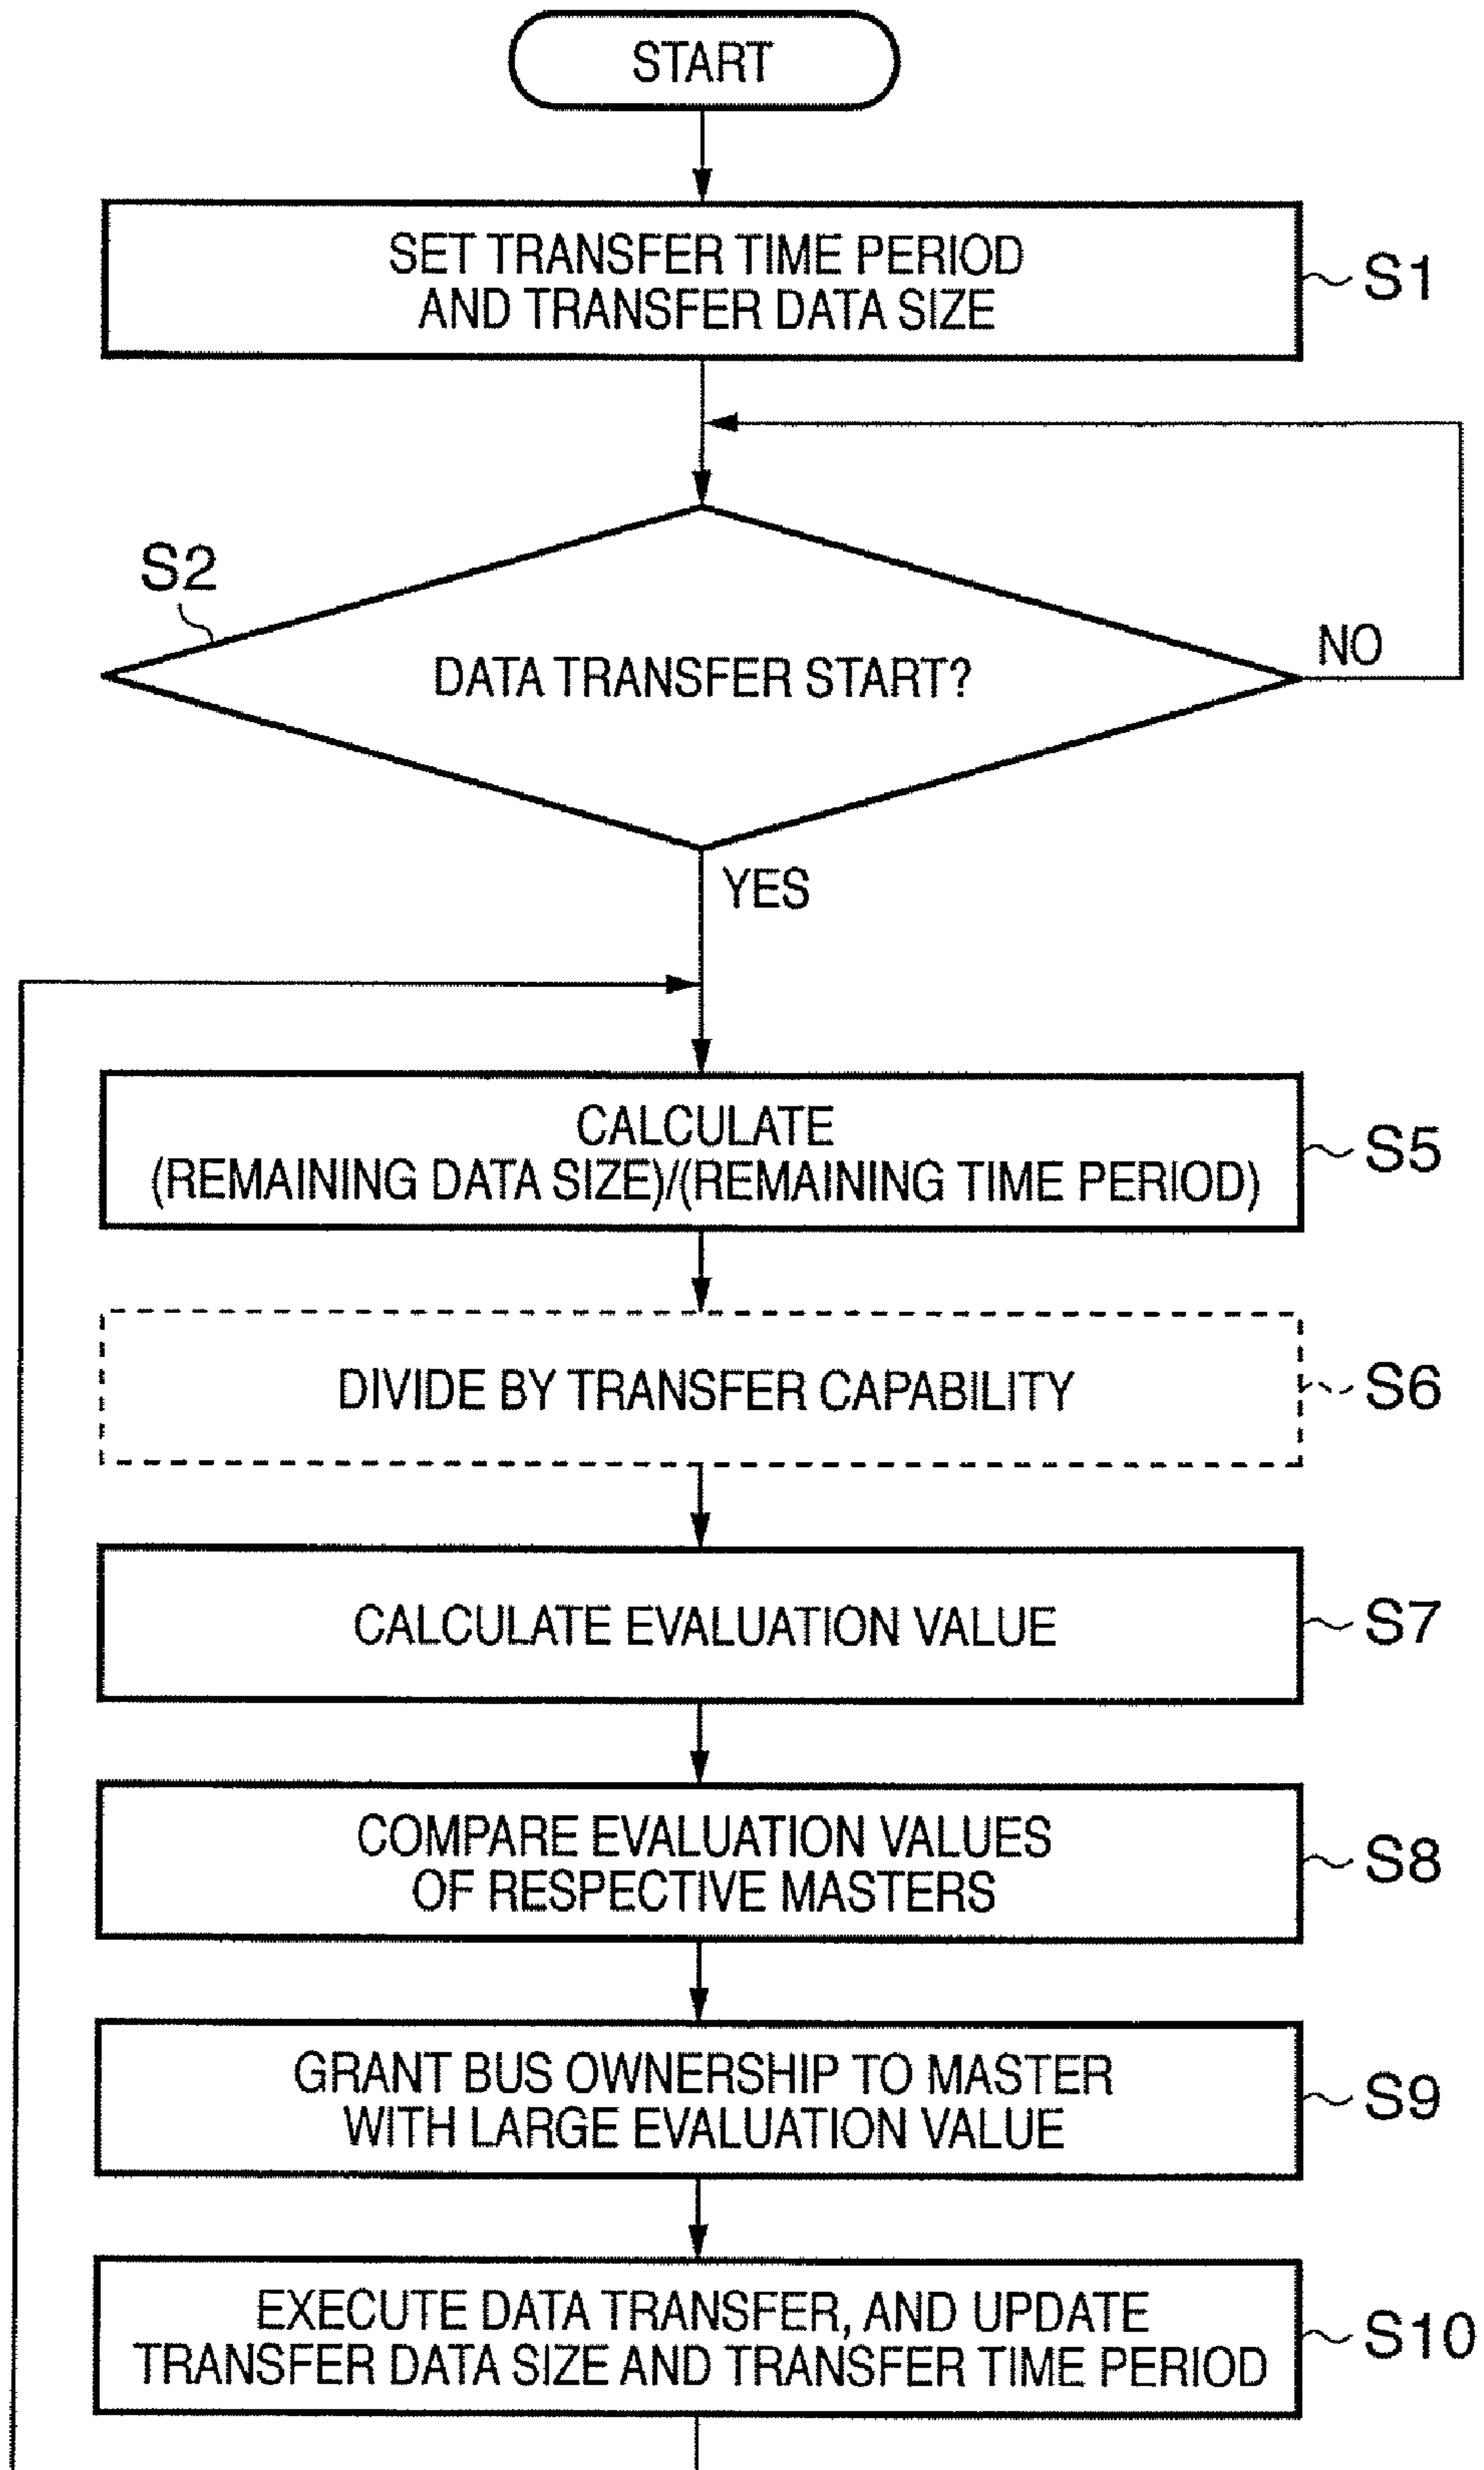 START
SET TRANSFER TIME PERIOD
AND TRANSFER DATA SIZE
S1
S2
DATA TRANSFER START?
NO
YES
CALCULATE
(REMAINING DATA SIZE)/(REMAINING TIME PERIOD)
S5
DIVIDE BY TRANSFER CAPABILITY
S6
CALCULATE EVALUATION VALUE
S7
COMPARE EVALUATION VALUES
OF RESPECTIVE MASTERS
S8
GRANT BUS OWNERSHIP TO MASTER
WITH LARGE EVALUATION VALUE
S9
EXECUTE DATA TRANSFER, AND UPDATE
TRANSFER DATA SIZE AND TRANSFER TIME PERIOD
S10